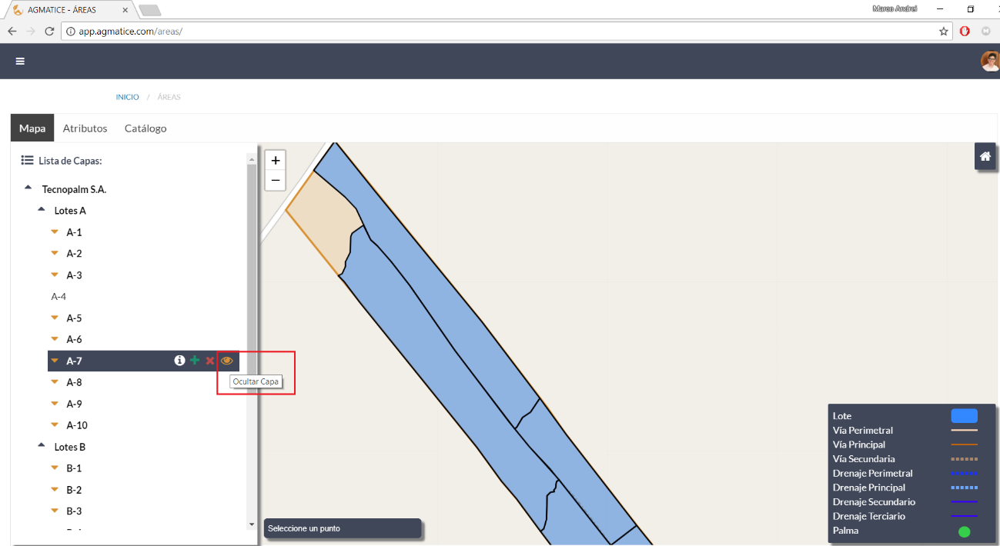 AGMATICE - ÁREAS
Marco Andrei
app.agmatice.com/areas/
INICIO / ÁREAS
Mapa Atributos Catálogo
Lista de Capas:
Tecnopalm S.A.
Lotes A
A-1
A-2
A-3
A-4
A-5
A-6
A-7
Ocultar Capa
A-8
A-9
A-10
Lotes B
B-1
B-2
B-3
+
−
Seleccione un punto
Lote
Vía Perimetral
Vía Principal
Vía Secundaria
Drenaje Perimetral
Drenaje Principal
Drenaje Secundario
Drenaje Terciario
Palma